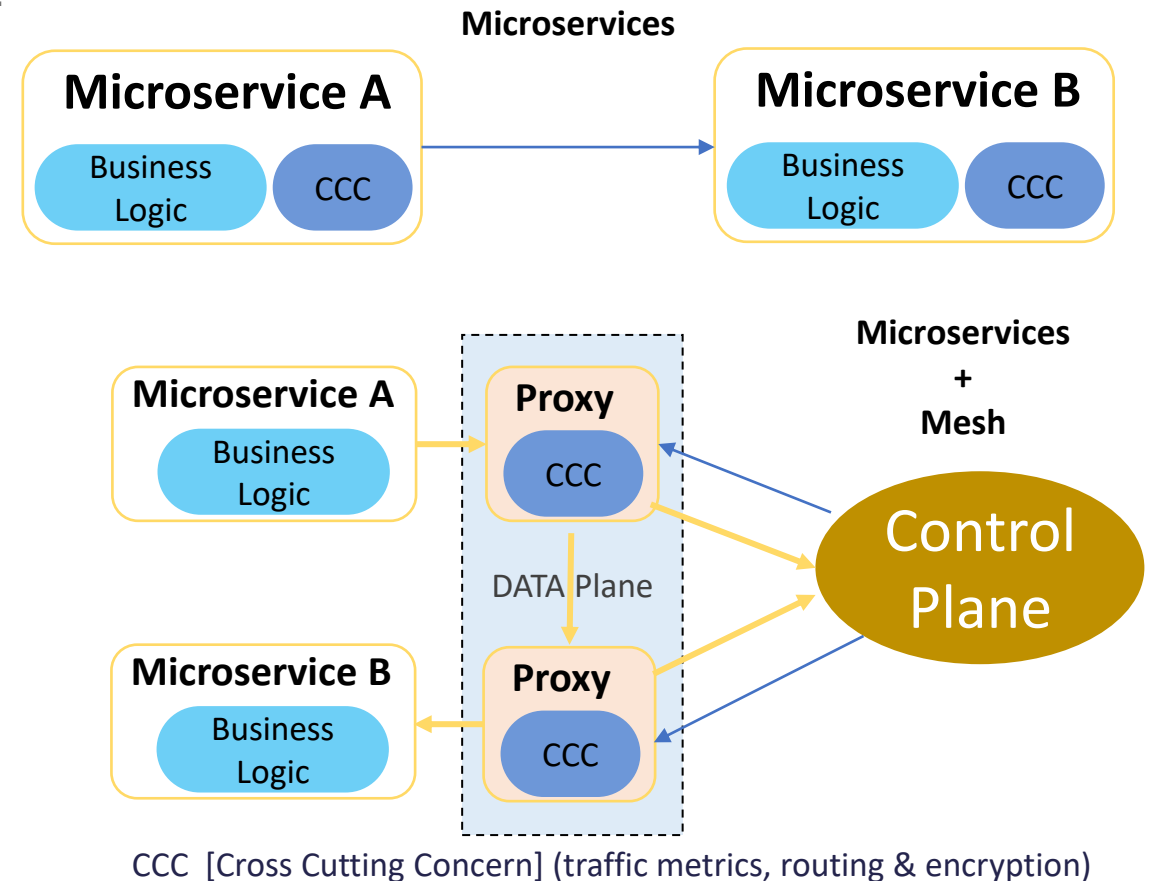 Microservices
Microservice A
Business
Logic
CCC
Microservice B
Business
Logic
CCC
Microservices
+
Mesh
Microservice A
Business
Logic
Proxy
CCC
DATA Plane
Control
Plane
Microservice B
Business
Logic
Proxy
CCC
CCC [Cross Cutting Concern] (traffic metrics, routing & encryption)